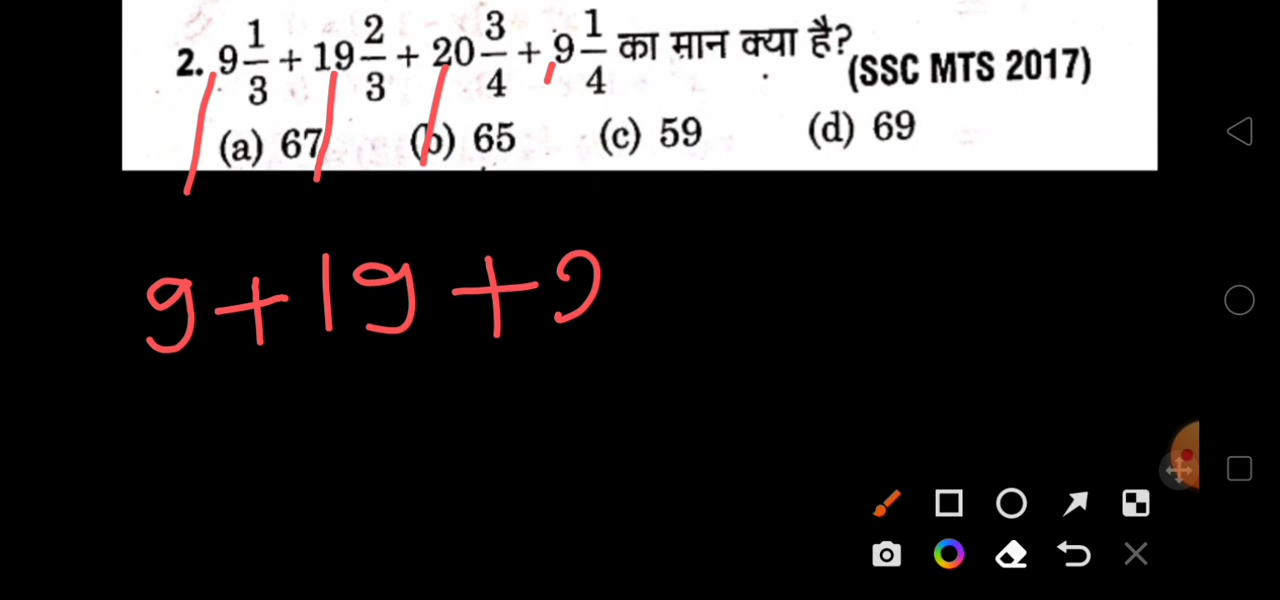 2. 9 1/3 + 19 2/3 + 20 3/4 + 9 1/4 का मान क्या है?
(SSC MTS 2017)
(a) 67 (b) 65 (c) 59 (d) 69
9+19+2